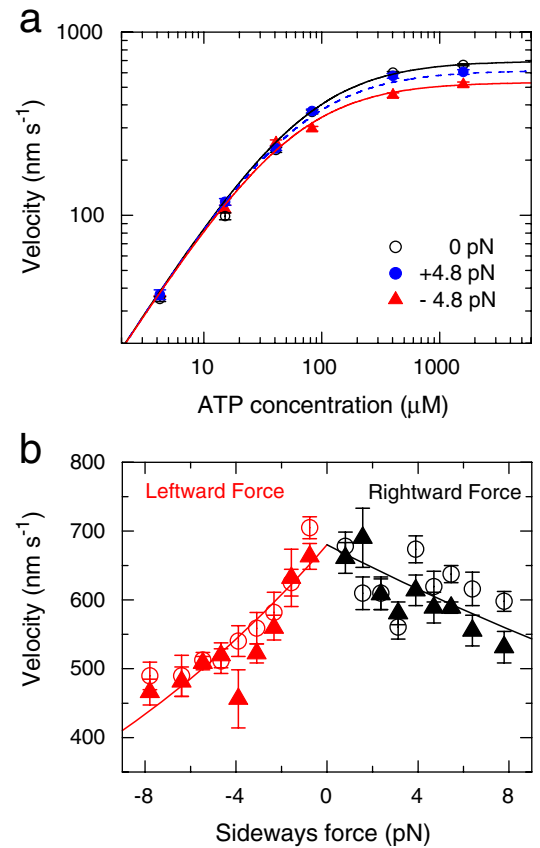 a
1000
100
Velocity (nm s⁻¹)
0 pN
+4.8 pN
- 4.8 pN
10
100
1000
ATP concentration (μM)
b
800
700
600
500
400
Velocity (nm s⁻¹)
Leftward Force
Rightward Force
-8
-4
0
4
8
Sideways force (pN)